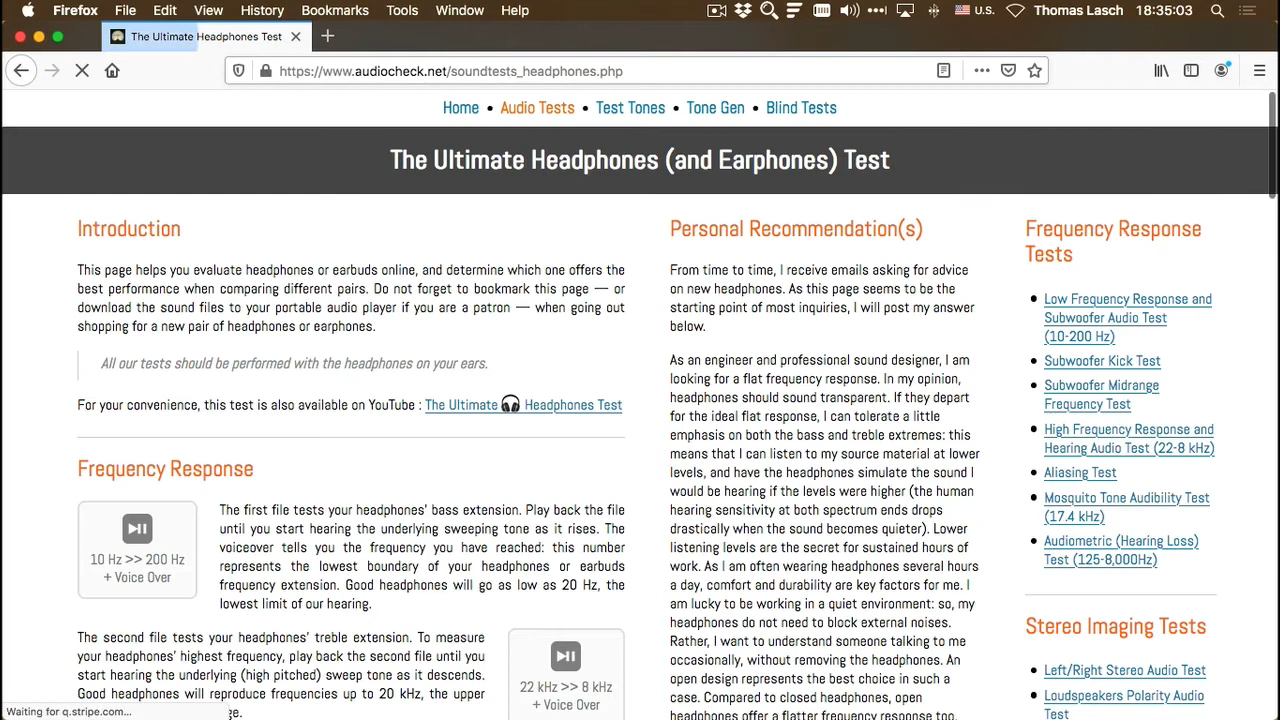 Firefox File Edit View History Bookmarks Tools Window Help U.S. Thomas Lasch 18:35:03
The Ultimate Headphones Test
https://www.audiocheck.net/soundtests_headphones.php
Home • Audio Tests • Test Tones • Tone Gen • Blind Tests
The Ultimate Headphones (and Earphones) Test
Introduction
This page helps you evaluate headphones or earbuds online, and determine which one offers the
best performance when comparing different pairs. Do not forget to bookmark this page — or
download the sound files to your portable audio player if you are a patron — when going out
shopping for a new pair of headphones or earphones.
All our tests should be performed with the headphones on your ears.
For your convenience, this test is also available on YouTube : The Ultimate 🎧 Headphones Test
Frequency Response
10 Hz >> 200 Hz
+ Voice Over
The first file tests your headphones' bass extension. Play back the file
until you start hearing the underlying sweeping tone as it rises. The
voiceover tells you the frequency you have reached: this number
represents the lowest boundary of your headphones or earbuds
frequency extension. Good headphones will go as low as 20 Hz, the
lowest limit of our hearing.
The second file tests your headphones' treble extension. To measure
your headphones' highest frequency, play back the second file until you
start hearing the underlying (high pitched) sweep tone as it descends.
Good headphones will reproduce frequencies up to 20 kHz, the upper
ge.
22 kHz >> 8 kHz
+ Voice Over
Personal Recommendation(s)
From time to time, I receive emails asking for advice
on new headphones. As this page seems to be the
starting point of most inquiries, I will post my answer
below.
As an engineer and professional sound designer, I am
looking for a flat frequency response. In my opinion,
headphones should sound transparent. If they depart
for the ideal flat response, I can tolerate a little
emphasis on both the bass and treble extremes: this
means that I can listen to my source material at lower
levels, and have the headphones simulate the sound I
would be hearing if the levels were higher (the human
hearing sensitivity at both spectrum ends drops
drastically when the sound becomes quieter). Lower
listening levels are the secret for sustained hours of
work. As I am often wearing headphones several hours
a day, comfort and durability are key factors for me. I
am lucky to be working in a quiet environment: so, my
headphones do not need to block external noises.
Rather, I want to understand someone talking to me
occasionally, without removing the headphones. An
open design represents the best choice in such a
case. Compared to closed headphones, open
headphones offer a flatter frequency response too.
Frequency Response
Tests
• Low Frequency Response and
Subwoofer Audio Test
(10-200 Hz)
• Subwoofer Kick Test
• Subwoofer Midrange
Frequency Test
• High Frequency Response and
Hearing Audio Test (22-8 kHz)
• Aliasing Test
• Mosquito Tone Audibility Test
(17.4 kHz)
• Audiometric (Hearing Loss)
Test (125-8,000Hz)
Stereo Imaging Tests
• Left/Right Stereo Audio Test
• Loudspeakers Polarity Audio
Test
Waiting for q.stripe.com...